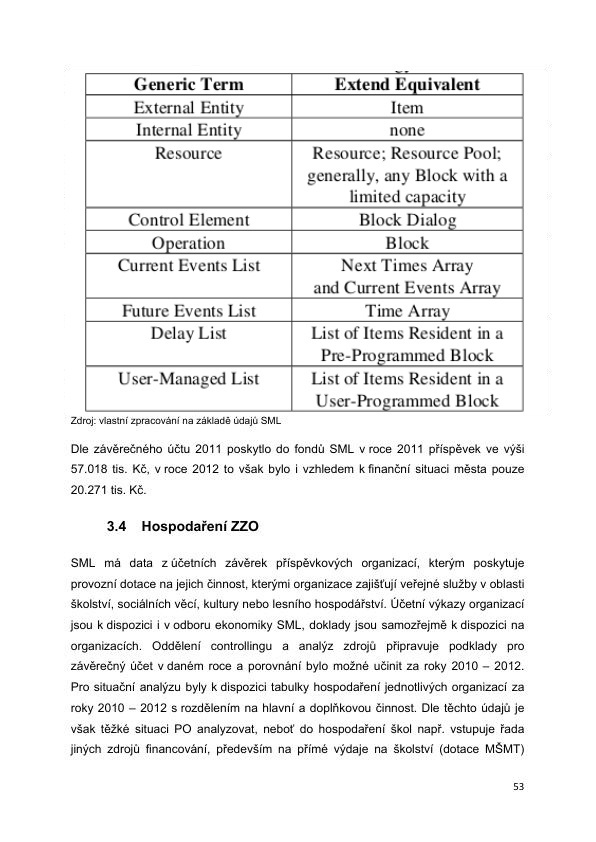 Generic Term Extend Equivalent
External Entity Item
Internal Entity none
Resource Resource; Resource Pool;
generally, any Block with a
limited capacity
Control Element Block Dialog
Operation Block
Current Events List Next Times Array
and Current Events Array
Future Events List Time Array
Delay List List of Items Resident in a
Pre-Programmed Block
User-Managed List List of Items Resident in a
User-Programmed Block
Zdroj: vlastní zpracování na základě údajů SML
Dle závěrečného účtu 2011 poskytlo do fondů SML v roce 2011 příspěvek ve výši
57.018 tis. Kč, v roce 2012 to však bylo i vzhledem k finanční situaci města pouze
20.271 tis. Kč.
3.4 Hospodaření ZZO
SML má data z účetních závěrek příspěvkových organizací, kterým poskytuje
provozní dotace na jejich činnost, kterými organizace zajišťují veřejné služby v oblasti
školství, sociálních věcí, kultury nebo lesního hospodářství. Účetní výkazy organizací
jsou k dispozici i v odboru ekonomiky SML, doklady jsou samozřejmě k dispozici na
organizacích. Oddělení controllingu a analýz zdrojů připravuje podklady pro
závěrečný účet v daném roce a porovnání bylo možné učinit za roky 2010 – 2012.
Pro situační analýzu byly k dispozici tabulky hospodaření jednotlivých organizací za
roky 2010 – 2012 s rozdělením na hlavní a doplňkovou činnost. Dle těchto údajů je
však těžké situaci PO analyzovat, neboť do hospodaření škol např. vstupuje řada
jiných zdrojů financování, především na přímé výdaje na školství (dotace MŠMT)
53